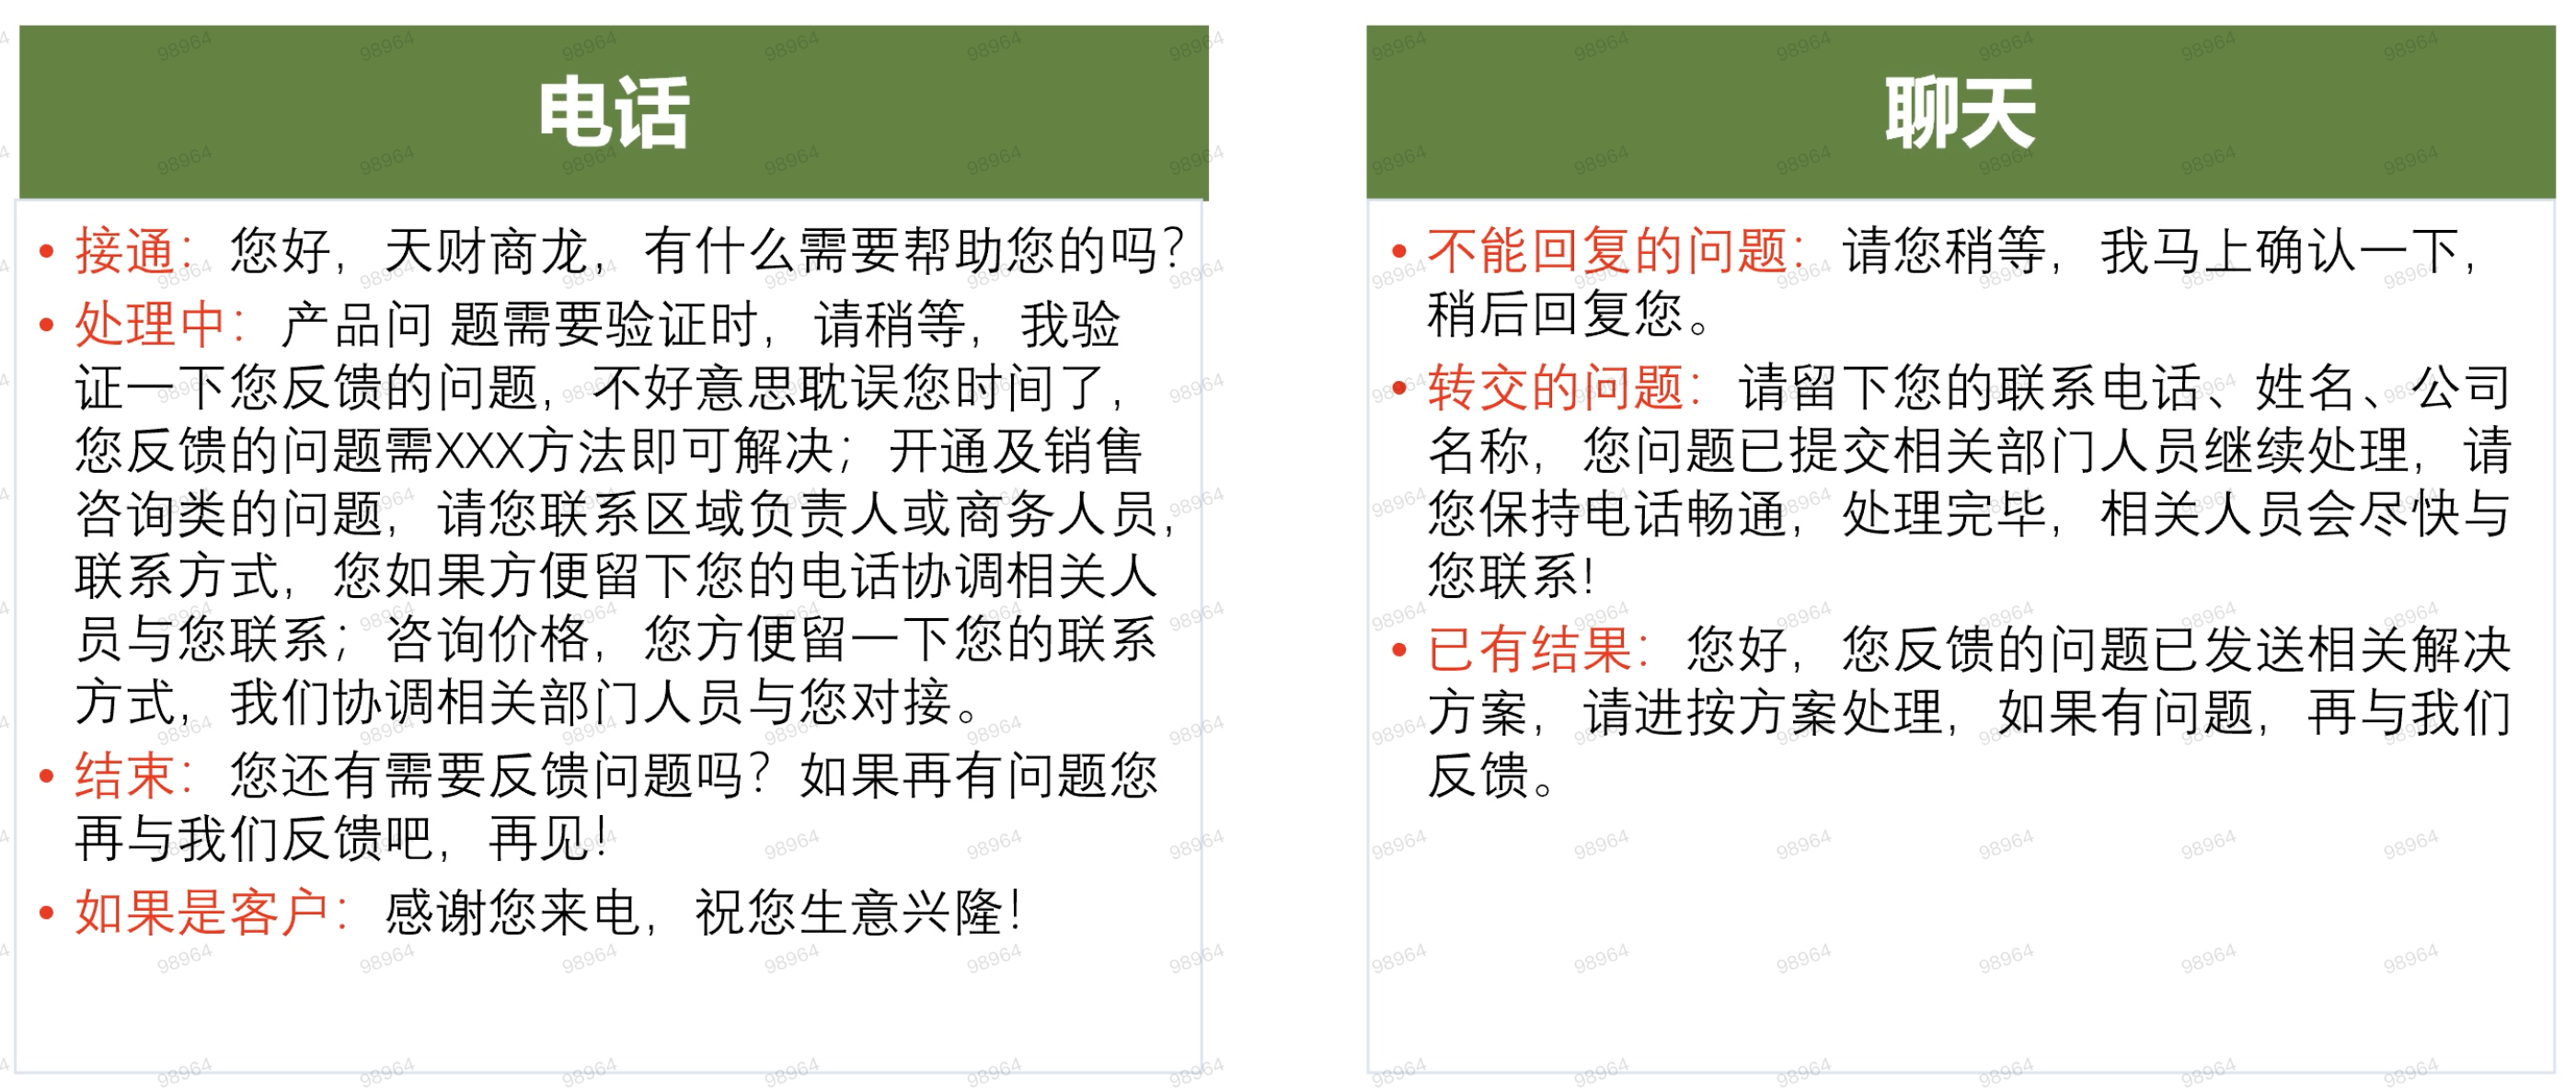 电话
• 接通：您好，天财商龙，有什么需要帮助您的吗？
• 处理中：产品问 题需要验证时，请稍等，我验
证一下您反馈的问题，不好意思耽误您时间了，
您反馈的问题需XXX方法即可解决；开通及销售
咨询类的问题，请您联系区域负责人或商务人员，
联系方式，您如果方便留下您的电话协调相关人
员与您联系；咨询价格，您方便留一下您的联系
方式，我们协调相关部门人员与您对接。
• 结束：您还有需要反馈问题吗？如果再有问题您
再与我们反馈吧，再见！
• 如果是客户：感谢您来电，祝您生意兴隆！
聊天
• 不能回复的问题：请您稍等，我马上确认一下，
稍后回复您。
• 转交的问题：请留下您的联系电话、姓名、公司
名称，您问题已提交相关部门人员继续处理，请
您保持电话畅通，处理完毕，相关人员会尽快与
您联系！
• 已有结果：您好，您反馈的问题已发送相关解决
方案，请进按方案处理，如果有问题，再与我们
反馈。
98964